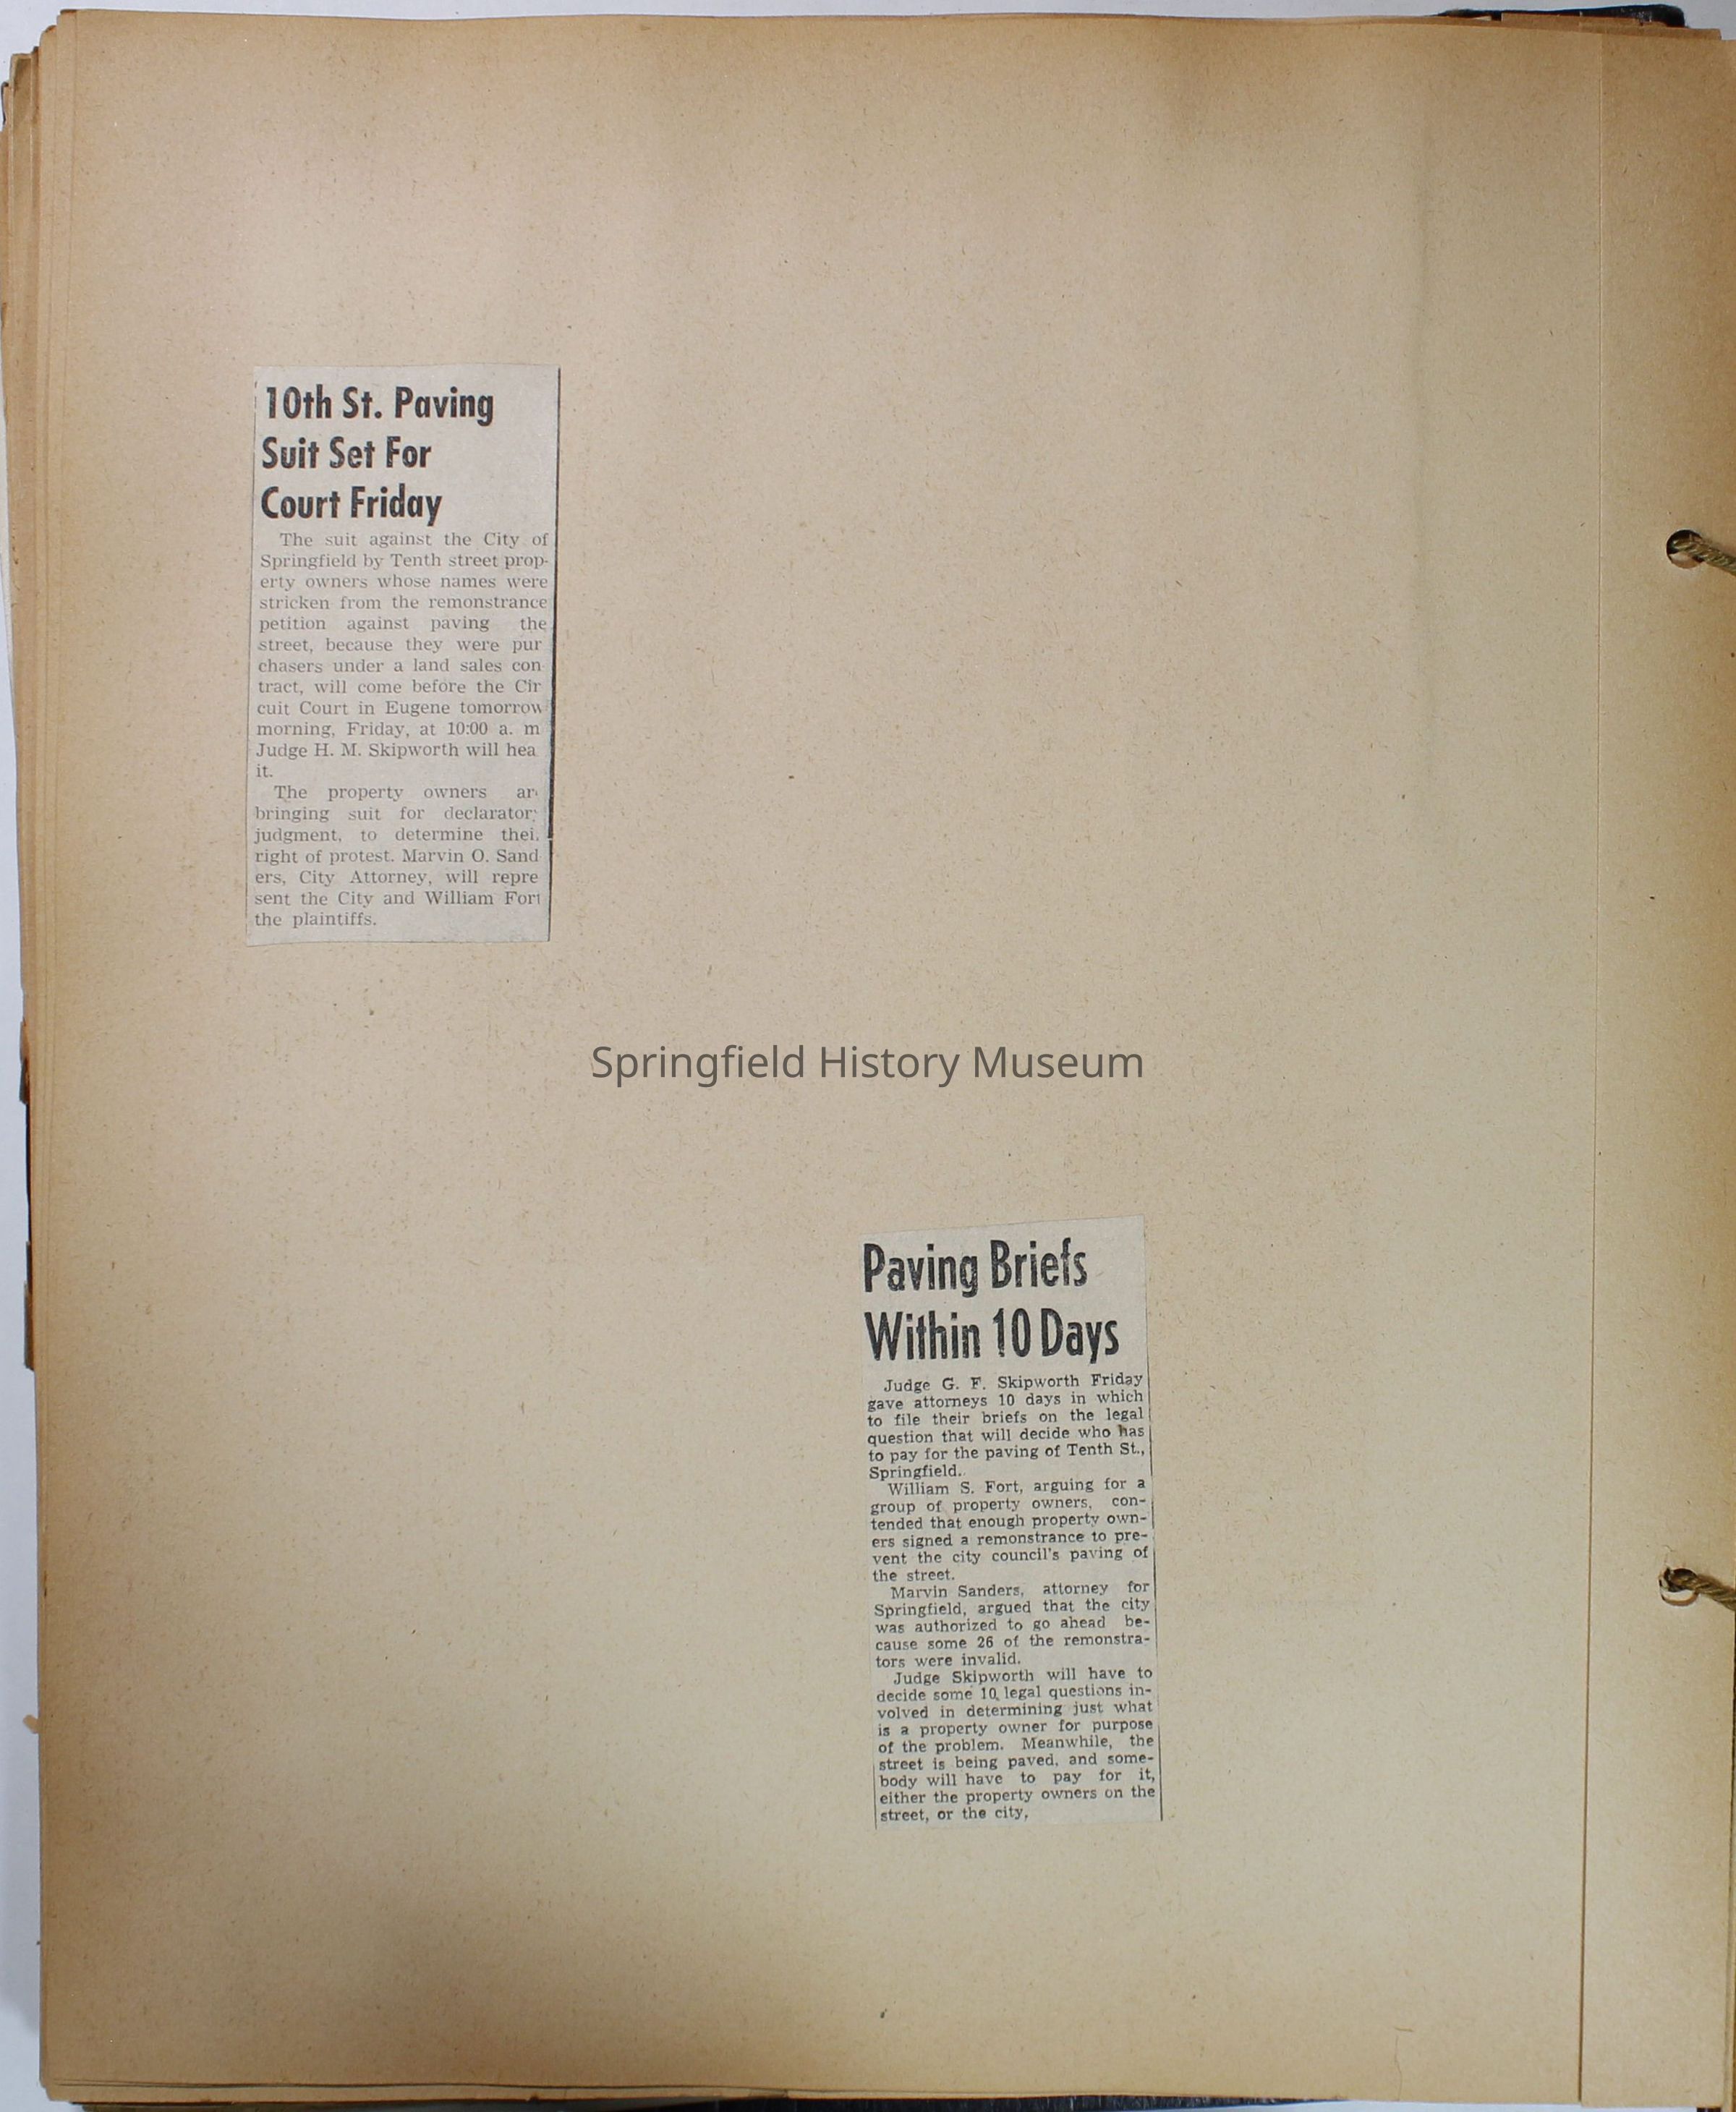 10th St. Paving
Suit Set For
Court Friday
The suit against the City of
Springfield by Tenth street prop-
erty owners whose names were
stricken from the remonstrance
petition against paving the
street, because they were pur
chasers under a land sales con
tract, will come before the Cir
cuit Court in Eugene tomorrow
morning, Friday, at 10:00 a. m
Judge H. M. Skipworth will hea
it.
The property owners ar
bringing suit for declarator
judgment, to determine thei
right of protest. Marvin O. Sand
ers, City Attorney, will repre
sent the City and William Fort
the plaintiffs.
Springfield History Museum
Paving Briefs
Within 10 Days
Judge G. F. Skipworth Friday
gave attorneys 10 days in which
to file their briefs on the legal
question that will decide who has
to pay for the paving of Tenth St.,
Springfield.
William S. Fort, arguing for a
group of property owners, con-
tended that enough property own-
ers signed a remonstrance to pre-
vent the city council's paving of
the street.
Marvin Sanders, attorney for
Springfield, argued that the city
was authorized to go ahead be-
cause some 26 of the remonstra-
tors were invalid.
Judge Skipworth will have to
decide some 10 legal questions in-
volved in determining just what
is a property owner for purpose
of the problem. Meanwhile, the
street is being paved, and some-
body will have to pay for it,
either the property owners on the
street, or the city.